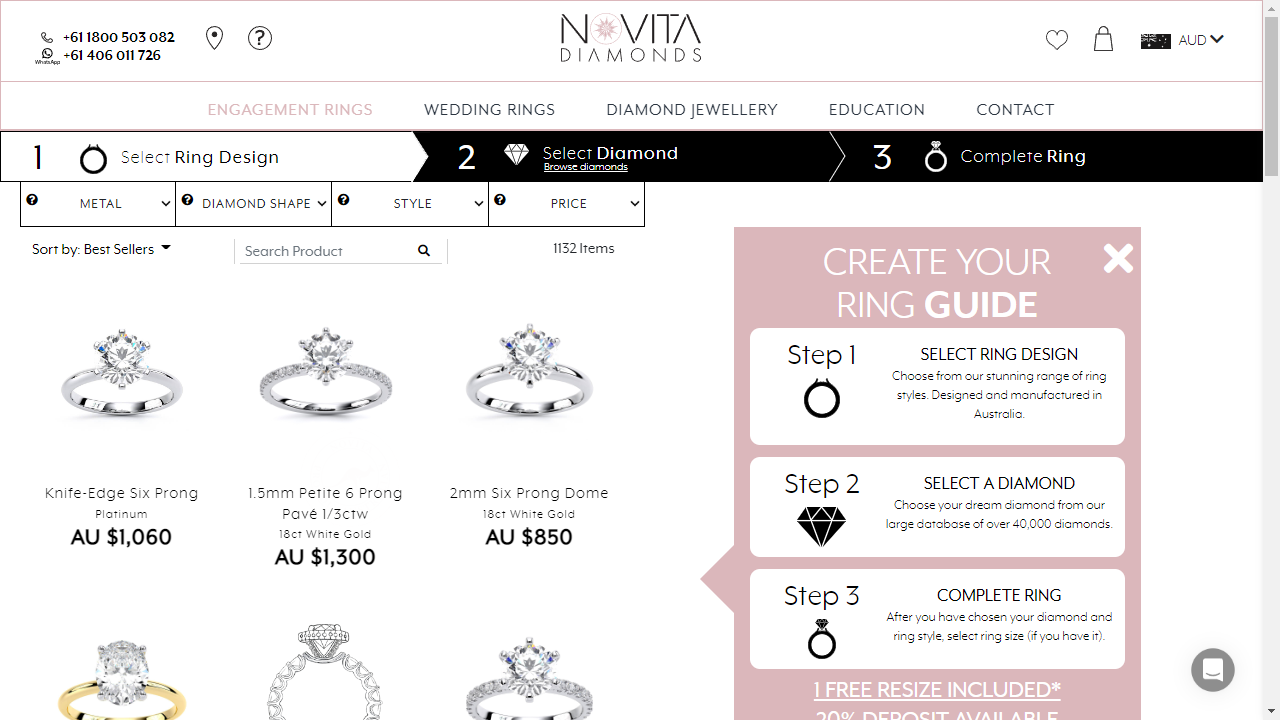 +61 1800 503 082
WhatsApp
+61 406 011 726
?
NOVITA
DIAMONDS
AUD
ENGAGEMENT RINGS
WEDDING RINGS
DIAMOND JEWELLERY
EDUCATION
CONTACT
1
Select Ring Design
2
Select Diamond
Browse diamonds
3
Complete Ring
? METAL
? DIAMOND SHAPE
? STYLE
? PRICE
Sort by: Best Sellers
Search Product
1132 Items
Knife-Edge Six Prong
Platinum
AU $1,060
1.5mm Petite 6 Prong
Pavé 1/3ctw
18ct White Gold
AU $1,300
2mm Six Prong Dome
18ct White Gold
AU $850
CREATE YOUR
RING GUIDE
Step 1
SELECT RING DESIGN
Choose from our stunning range of ring
styles. Designed and manufactured in
Australia.
Step 2
SELECT A DIAMOND
Choose your dream diamond from our
large database of over 40,000 diamonds.
Step 3
COMPLETE RING
After you have chosen your diamond and
ring style, select ring size (if you have it).
1 FREE RESIZE INCLUDED*
20% DEPOSIT AVAILABLE